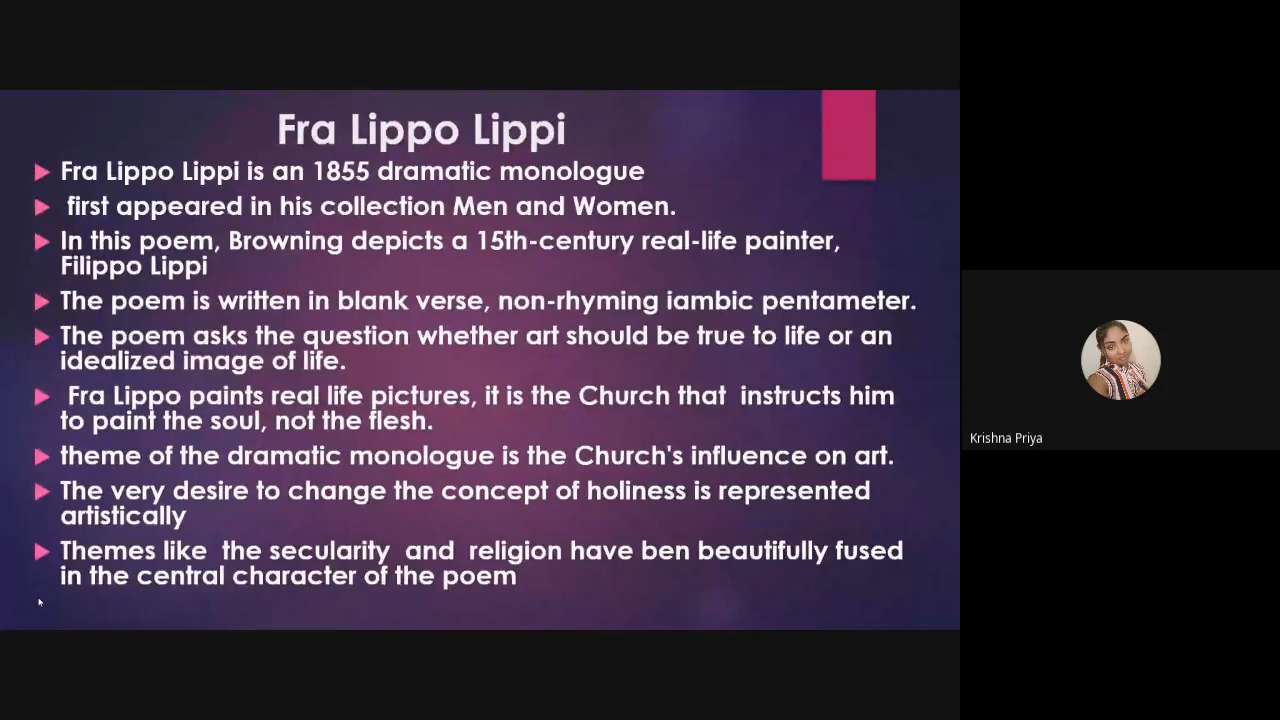 Fra Lippo Lippi
Fra Lippo Lippi is an 1855 dramatic monologue
first appeared in his collection Men and Women.
In this poem, Browning depicts a 15th-century real-life painter,
Filippo Lippi
The poem is written in blank verse, non-rhyming iambic pentameter.
The poem asks the question whether art should be true to life or an
idealized image of life.
Fra Lippo paints real life pictures, it is the Church that instructs him
to paint the soul, not the flesh.
theme of the dramatic monologue is the Church's influence on art.
The very desire to change the concept of holiness is represented
artistically
Themes like the secularity and religion have ben beautifully fused
in the central character of the poem
Krishna Priya